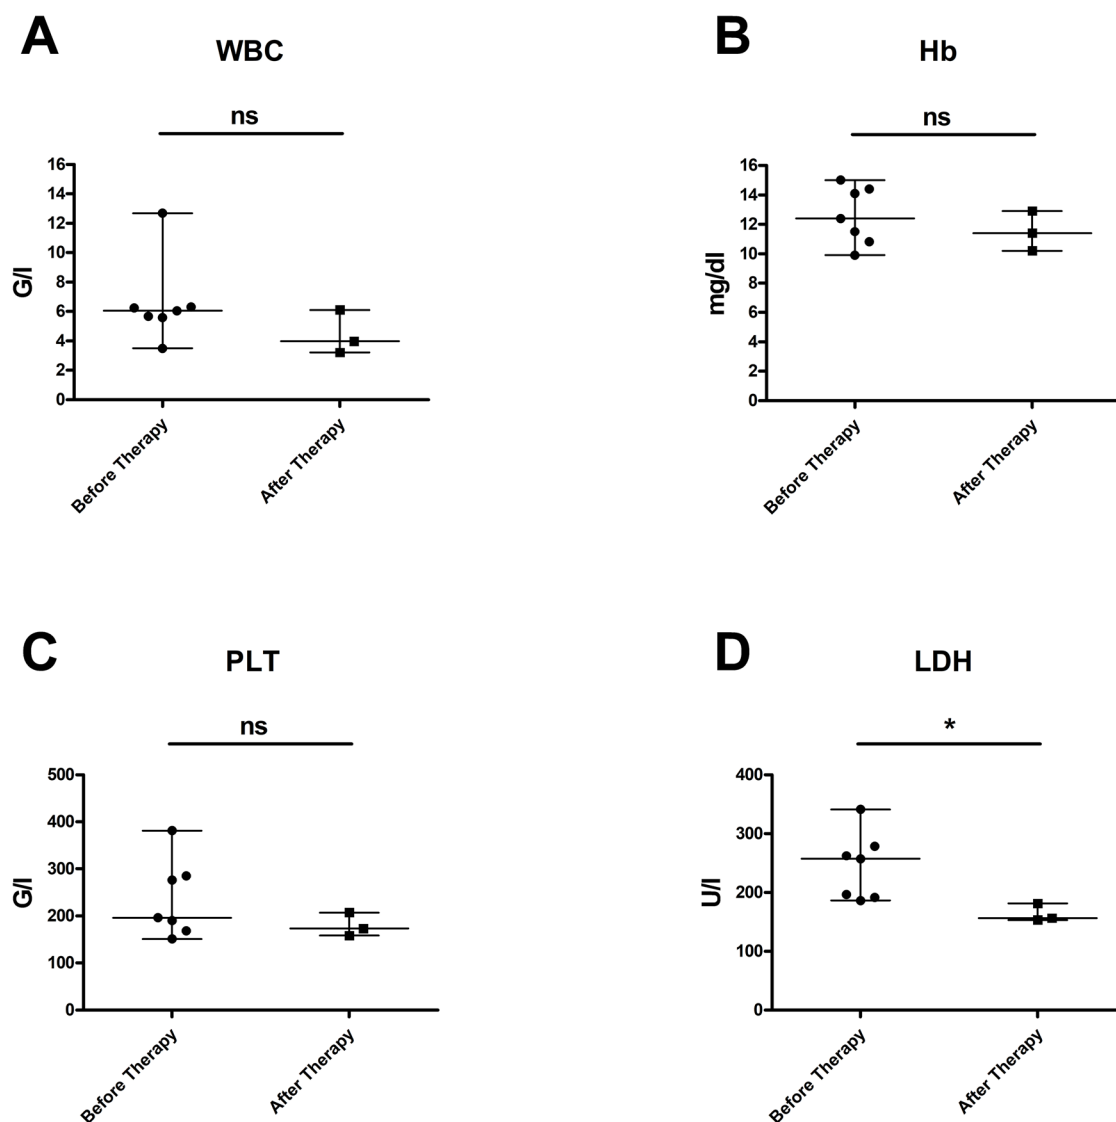 A
WBC
ns
G/l
16
14
12
10
8
6
4
2
0
Before Therapy
After Therapy
B
Hb
ns
mg/dl
16
14
12
10
8
6
4
2
0
Before Therapy
After Therapy
C
PLT
ns
G/l
500
400
300
200
100
0
Before Therapy
After Therapy
D
LDH
*
U/l
400
300
200
100
0
Before Therapy
After Therapy